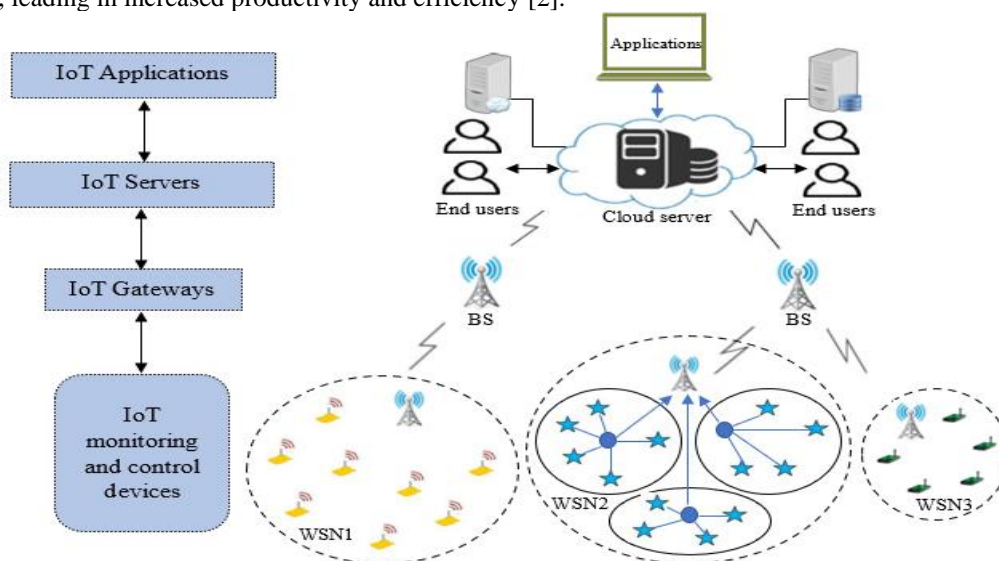 , leading in increased productivity and efficiency [2].
IoT Applications
IoT Servers
IoT Gateways
IoT
monitoring
and control
devices
Applications
End users
Cloud server
End users
BS
BS
WSN1
WSN2
WSN3